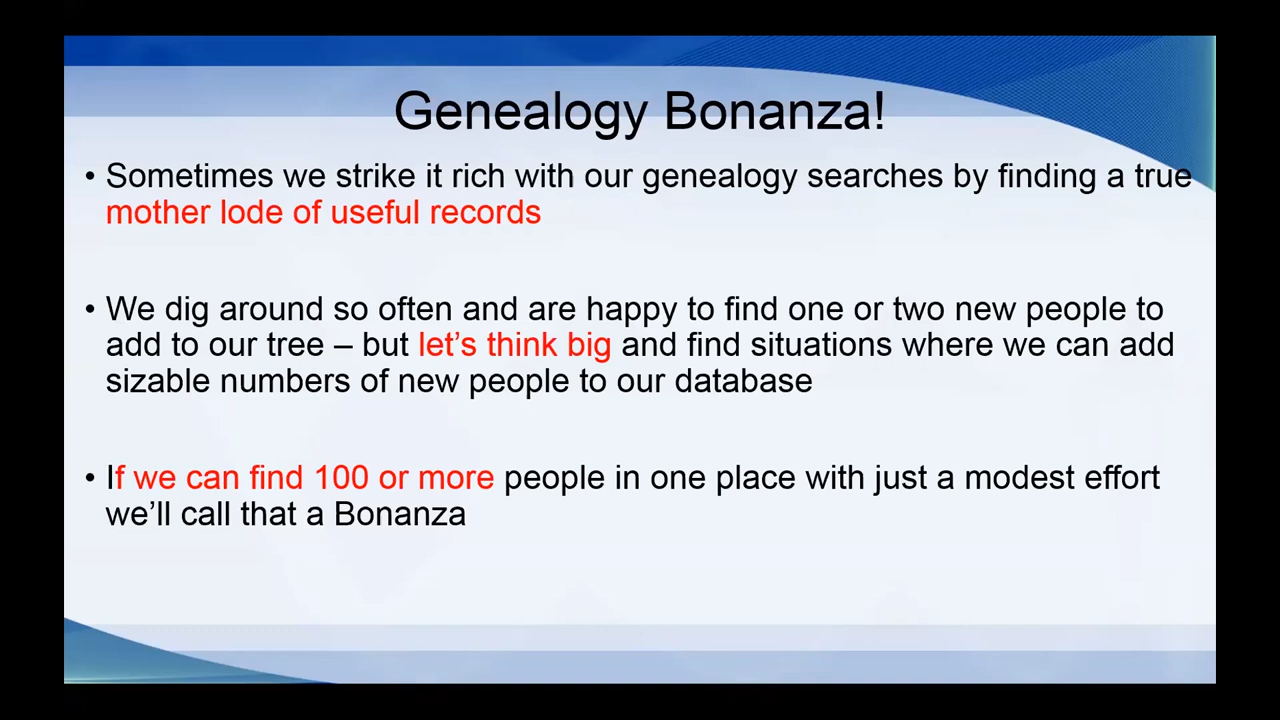 Genealogy Bonanza!
• Sometimes we strike it rich with our genealogy searches by finding a true
mother lode of useful records
• We dig around so often and are happy to find one or two new people to
add to our tree – but let’s think big and find situations where we can add
sizable numbers of new people to our database
• If we can find 100 or more people in one place with just a modest effort
we’ll call that a Bonanza